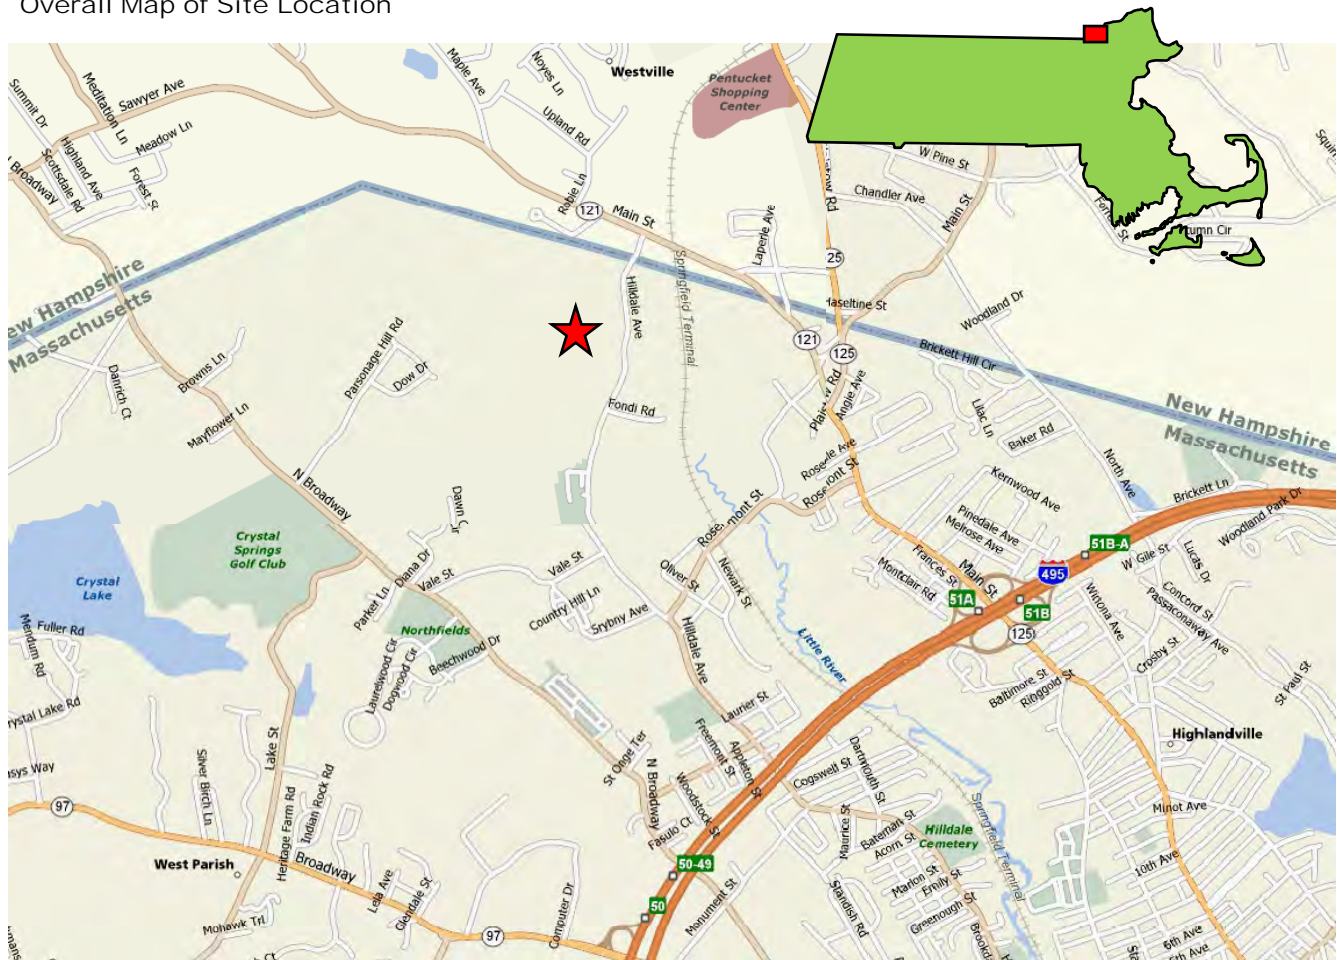 Overall Map of Site Location
Westville
Pentucket
Shopping
Center
Maple Ave
Noyes Ln
Upland Rd
Roble Ln
Summit Dr
Meditation Ln
Sawyer Ave
Meadow Ln
Highland Ave
Scottsdale Rd
Forest St
Broadway
121
Main St
Laperle Ave
W Pine St
Chandler Ave
Main St
25
Haseltine St
Woodland Dr
Brickett Hill Cir
121
125
New Hampshire
Massachusetts
New Hampshire
Massachusetts
Springfield Terminal
Hilldale Ave
Fondi Rd
Parsonage Hill Rd
Dow Dr
Browns Ln
Mayflower Ln
Danrich Ct
N Broadway
Angie Ave
Lilac Ln
Baker Rd
North Ave
Kernwood Ave
Pinedale Ave
Melrose Ave
Brickett Ln
Woodland Park Dr
51B-A
W Gile St
Lucas Dr
495
Frances St
Main St
Montclair Rd
51A
51B
125
Winona Ave
Concord St
Passaconaway Ave
Crosby St
St Paul St
Baltimore St
Ringgold St
Highlandville
Minot Ave
10th Ave
6th Ave
5th Ave
Crystal
Springs
Golf Club
Crystal
Lake
Dawn Cir
Diana Dr
Vale St
Vale St
Parker Ln
Country Hill Ln
Srybny Ave
Oliver St
Newark St
Little River
Hilldale Ave
Northfields
Beechwood Dr
Laurelwood Cir
Dogwood Cir
Fuller Rd
Mendum Rd
Crystal Lake Rd
Lake St
Silver Birch Ln
97
Heritage Farm Rd
Indian Rock Rd
West Parish
Broadway
Lela Ave
Glendale St
Mohawk Trl
97
Computer Dr
St Onge Ter
N Broadway
Woodstock St
Fasulo Ct
Freemont St
Appleton St
Laurier St
50-49
50
Monument St
Cogswell St
Dartmouth St
Maurice St
Bateman St
Acorn St
Hilldale
Cemetery
Marion St
Emily St
Greenough St
Standish Rd
Springfield Terminal